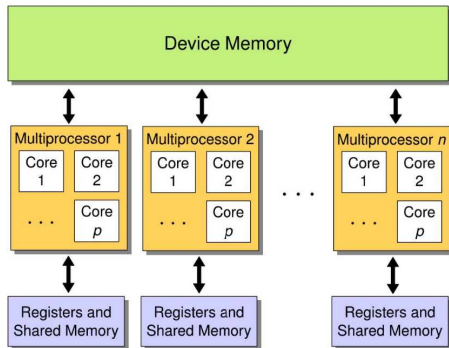 Device Memory
Multiprocessor 1
Core 1
Core 2
. . .
Core p
Multiprocessor 2
Core 1
Core 2
. . .
Core p
. . .
Multiprocessor n
Core 1
Core 2
. . .
Core p
Registers and
Shared Memory
Registers and
Shared Memory
Registers and
Shared Memory